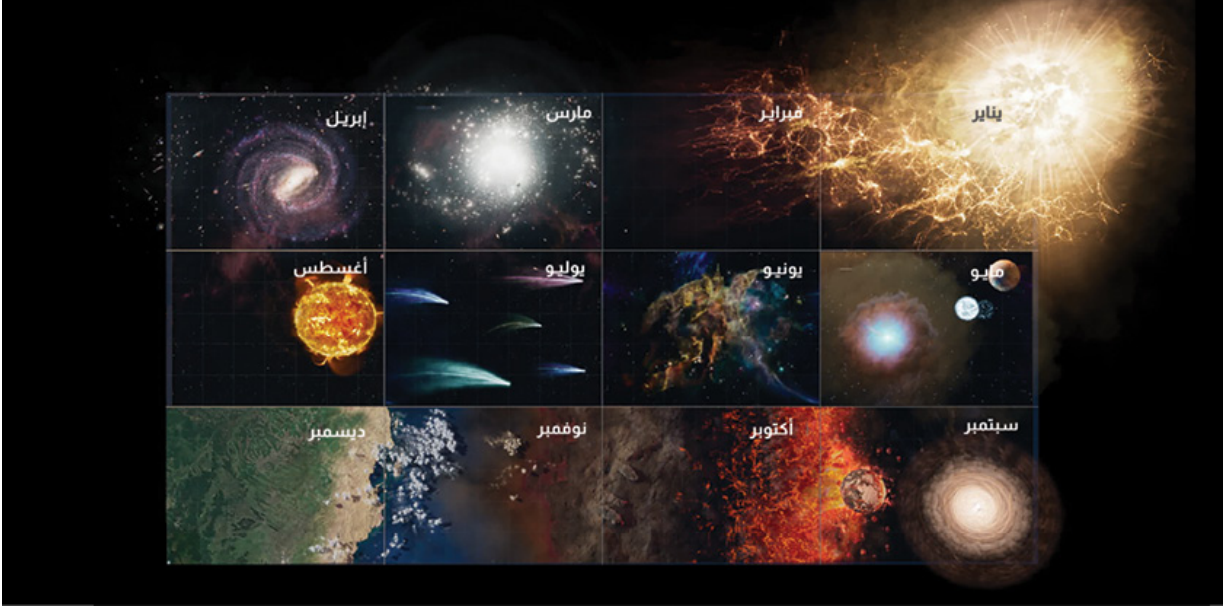 يناير
فبراير
مارس
إبريل
مايو
يونيو
يوليو
أغسطس
سبتمبر
أكتوبر
نوفمبر
ديسمبر